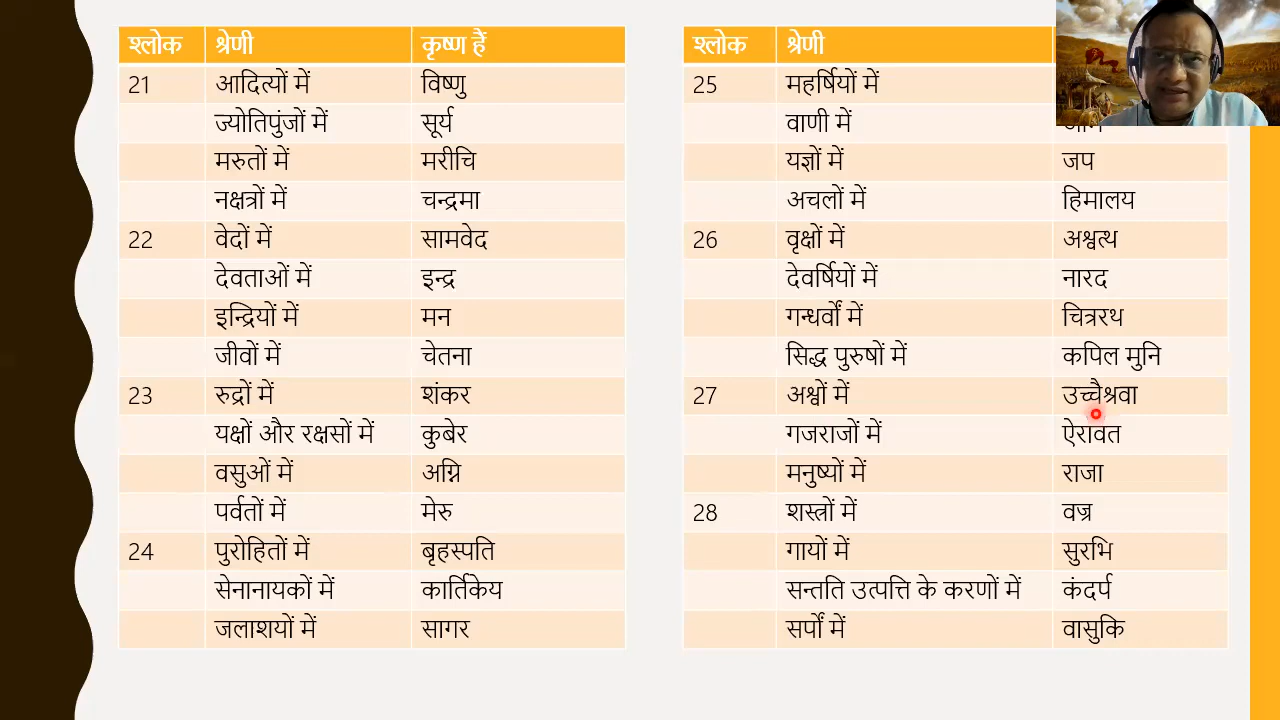 श्लोक श्रेणी कृष्ण हैं
21 आदित्यों में विष्णु
ज्योतिपुंजों में सूर्य
मरुतों में मरीचि
नक्षत्रों में चन्द्रमा
22 वेदों में सामवेद
देवताओं में इन्द्र
इन्द्रियों में मन
जीवों में चेतना
23 रुद्रों में शंकर
यक्षों और रक्षसों में कुबेर
वसुओं में अग्नि
पर्वतों में मेरु
24 पुरोहितों में बृहस्पति
सेनानायकों में कार्तिकेय
जलाशयों में सागर
श्लोक श्रेणी
25 महर्षियों में
वाणी में
यज्ञों में जप
अचलों में हिमालय
26 वृक्षों में अश्वत्थ
देवर्षियों में नारद
गन्धर्वों में चित्ररथ
सिद्ध पुरुषों में कपिल मुनि
27 अश्वों में उच्चैश्रवा
गजराजों में ऐरावत
मनुष्यों में राजा
28 शस्त्रों में वज्र
गायों में सुरभि
सन्तति उत्पत्ति के करणों में कंदर्प
सर्पों में वासुकि